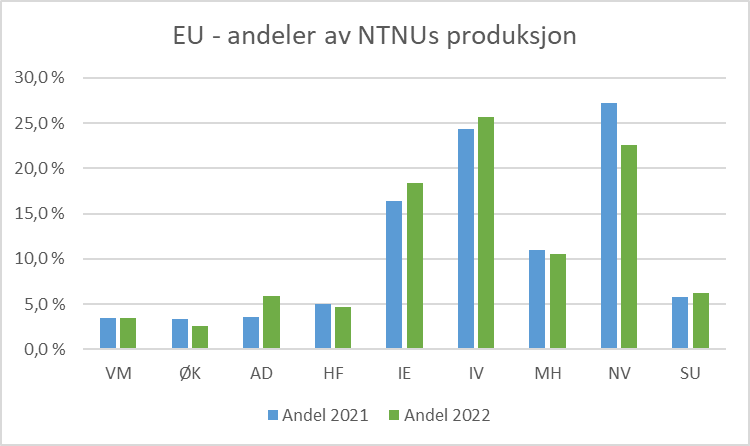 EU - andeler av NTNUs produksjon
30,0 %
25,0 %
20,0 %
15,0 %
10,0 %
5,0 %
0,0 %
VM ØK AD HF IE IV MH NV SU
Andel 2021 Andel 2022